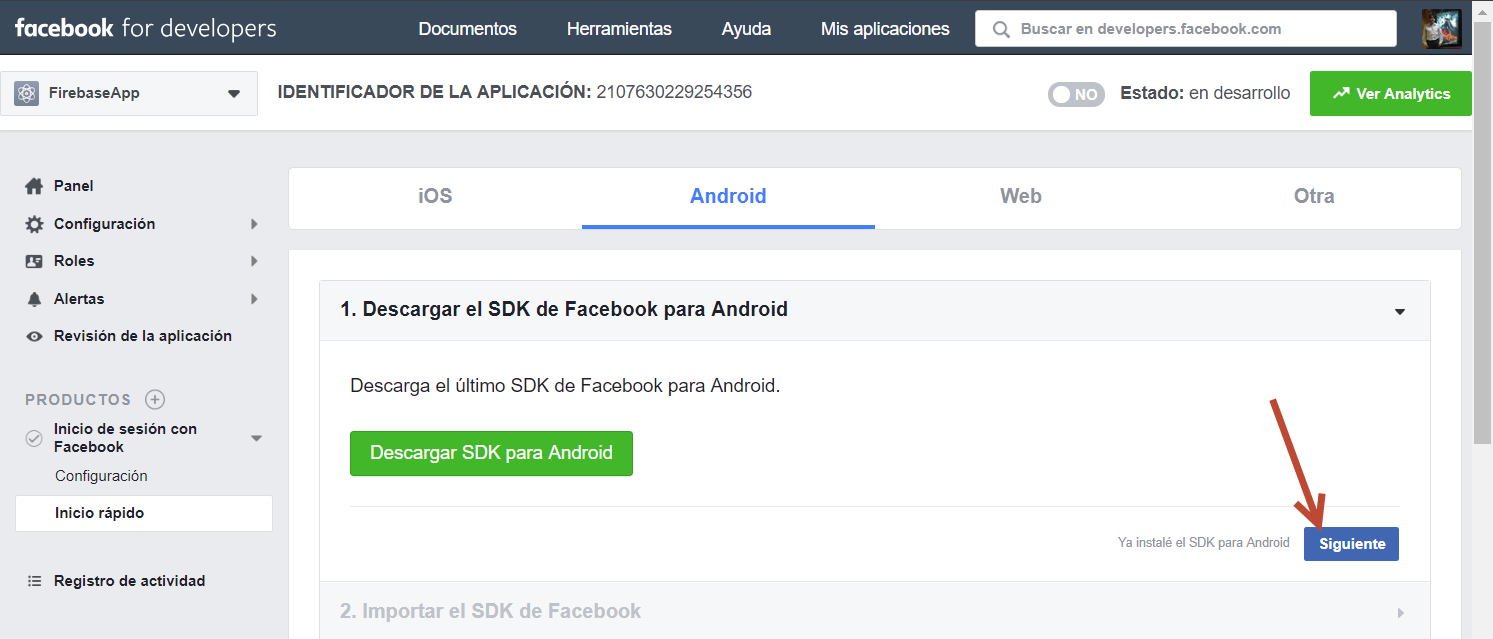 facebook for developers Documentos Herramientas Ayuda Mis aplicaciones Buscar en developers.facebook.com
FirebaseApp IDENTIFICADOR DE LA APLICACIÓN: 2107630229254356 NO Estado: en desarrollo Ver Analytics
Panel
Configuración
Roles
Alertas
Revisión de la aplicación
PRODUCTOS
Inicio de sesión con
Facebook
Configuración
Inicio rápido
Registro de actividad
iOS Android Web Otra
1. Descargar el SDK de Facebook para Android
Descarga el último SDK de Facebook para Android.
Descargar SDK para Android
Ya instalé el SDK para Android Siguiente
2. Importar el SDK de Facebook